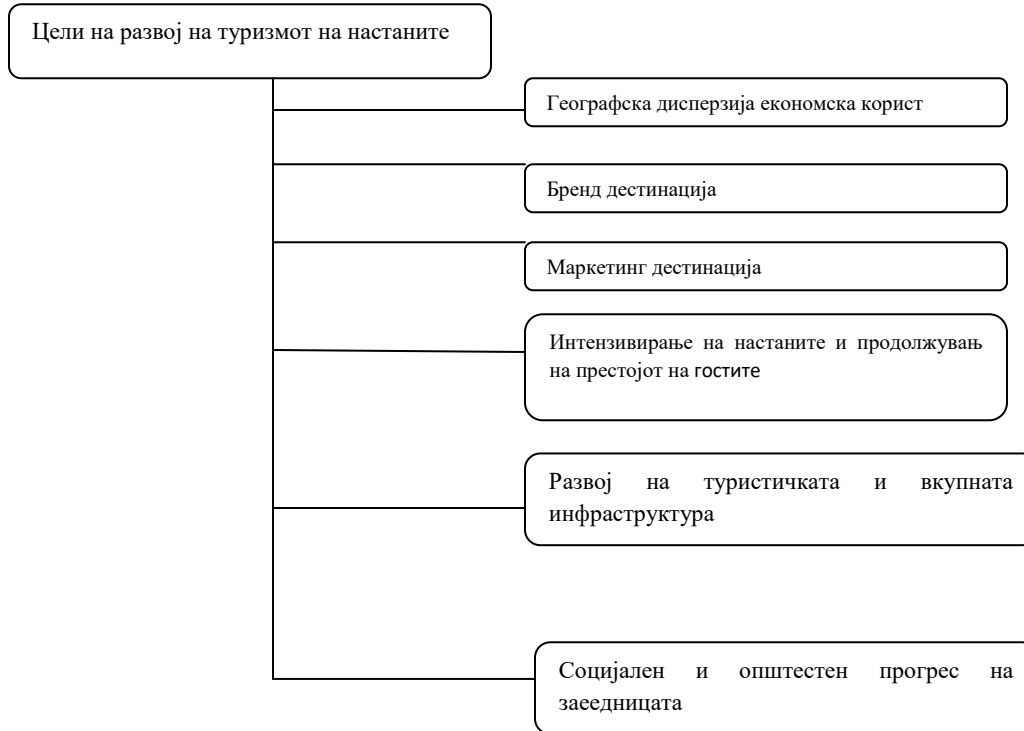 Цели на развој на туризмот на настаните
Географска дисперзија економска корист
Бренд дестинација
Маркетинг дестинација
Интензивирање на настаните и продолжувањ
на престојот на гостите
Развој на туристичката и вкупната
инфраструктура
Социјален и општестен прогрес на
заеедницата